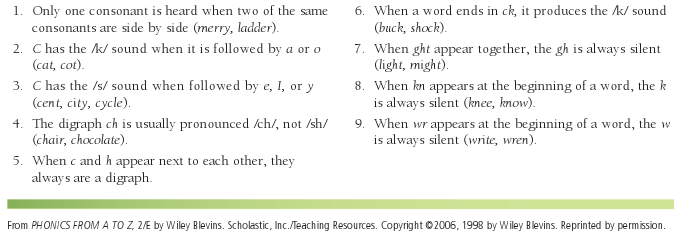 1. Only one consonant is heard when two of the same
consonants are side by side (merry, ladder).
2. C has the /k/ sound when it is followed by a or o
(cat, cot).
3. C has the /s/ sound when followed by e, I, or y
(cent, city, cycle).
4. The digraph ch is usually pronounced /ch/, not /sh/
(chair, chocolate).
5. When c and h appear next to each other, they
always are a digraph.
6. When a word ends in ck, it produces the /k/ sound
(buck, shock).
7. When ght appear together, the gh is always silent
(light, might).
8. When kn appears at the beginning of a word, the k
is always silent (knee, know).
9. When wr appears at the beginning of a word, the w
is always silent (write, wren).
From PHONICS FROM A TO Z, 2/E by Wiley Blevins. Scholastic, Inc./Teaching Resources. Copyright ©2006, 1998 by Wiley Blevins. Reprinted by permission.